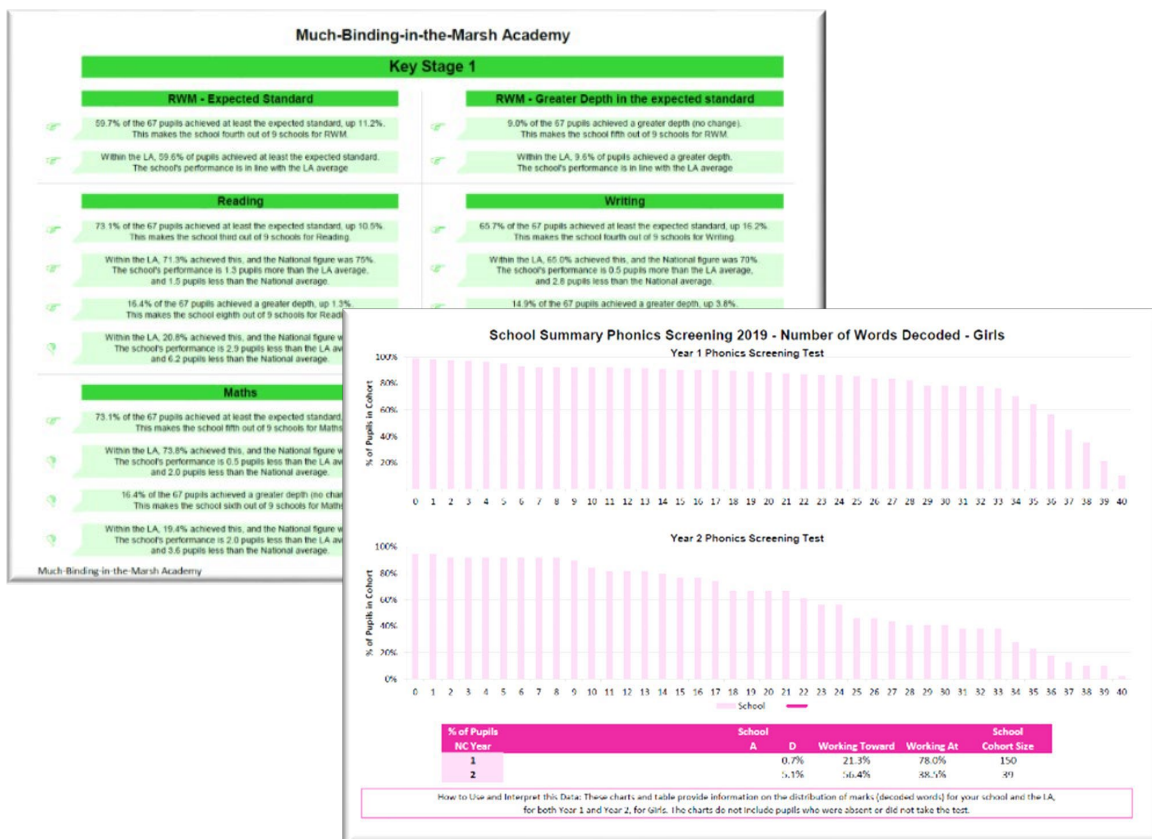 Much-Binding-in-the-Marsh Academy
Key Stage 1
RWM - Expected Standard
59.7% of the 67 pupils achieved at least the expected standard, up 11.2%.
This makes the school fourth out of 9 schools for RWM.
Within the LA, 59.6% of pupils achieved at least the expected standard.
The school's performance is in line with the LA average
RWM - Greater Depth in the expected standard
9.0% of the 67 pupils achieved a greater depth (no change).
This makes the school fifth out of 9 schools for RWM.
Within the LA, 9.6% of pupils achieved a greater depth.
The school's performance is in line with the LA average
Reading
73.1% of the 67 pupils achieved at least the expected standard, up 10.5%.
This makes the school third out of 9 schools for Reading.
Within the LA, 71.3% achieved this, and the National figure was 75%.
The school's performance is 1.3 pupils more than the LA average,
and 1.5 pupils less than the National average.
16.4% of the 67 pupils achieved a greater depth, up 1.3%.
This makes the school eighth out of 9 schools for
Within the LA, 20.8% achieved this, and the National figure
The school's performance is 2.9 pupils less than the LA
and 6.2 pupils less than the National average.
Writing
65.7% of the 67 pupils achieved at least the expected standard, up 16.2%.
This makes the school fourth out of 9 schools for Writing.
Within the LA, 65.0% achieved this, and the National figure was 70%.
The school's performance is 0.5 pupils more than the LA average,
and 2.8 pupils less than the National average.
14.9% of the 67 pupils achieved a greater depth, up 3.8%.
Maths
73.1% of the 67 pupils achieved at least the expected standard,
This makes the school fifth out of 9 schools for Maths
Within the LA, 73.8% achieved this, and the National figure
The school's performance is 0.5 pupils less than the LA
and 2.0 pupils less than the National average.
16.4% of the 67 pupils achieved a greater depth (no
This makes the school sixth out of 9 schools for Maths
Within the LA, 19.4% achieved this, and the National figure
The school's performance is 2.0 pupils less than the LA
and 3.6 pupils less than the National average.
Much-Binding-in-the-Marsh Academy
School Summary Phonics Screening 2019 - Number of Words Decoded - Girls
Year 1 Phonics Screening Test
% of Pupils in Cohort
100%
80%
60%
40%
20%
0 1 2 3 4 5 6 7 8 9 10 11 12 13 14 15 16 17 18 19 20 21 22 23 24 25 26 27 28 29 30 31 32 33 34 35 36 37 38 39 40
Year 2 Phonics Screening Test
% of Pupils in Cohort
100%
80%
60%
40%
20%
0%
0 1 2 3 4 5 6 7 8 9 10 11 12 13 14 15 16 17 18 19 20 21 22 23 24 25 26 27 28 29 30 31 32 33 34 35 36 37 38 39 40
School
% of Pupils School School
NC Year A D Working Toward Working At Cohort Size
1 0.7% 21.3% 78.0% 150
2 5.1% 56.4% 38.5% 39
How to Use and Interpret this Data: These charts and table provide information on the distribution of marks (decoded words) for your school and the LA,
for both Year 1 and Year 2, for Girls. The charts do not include pupils who were absent or did not take the test.